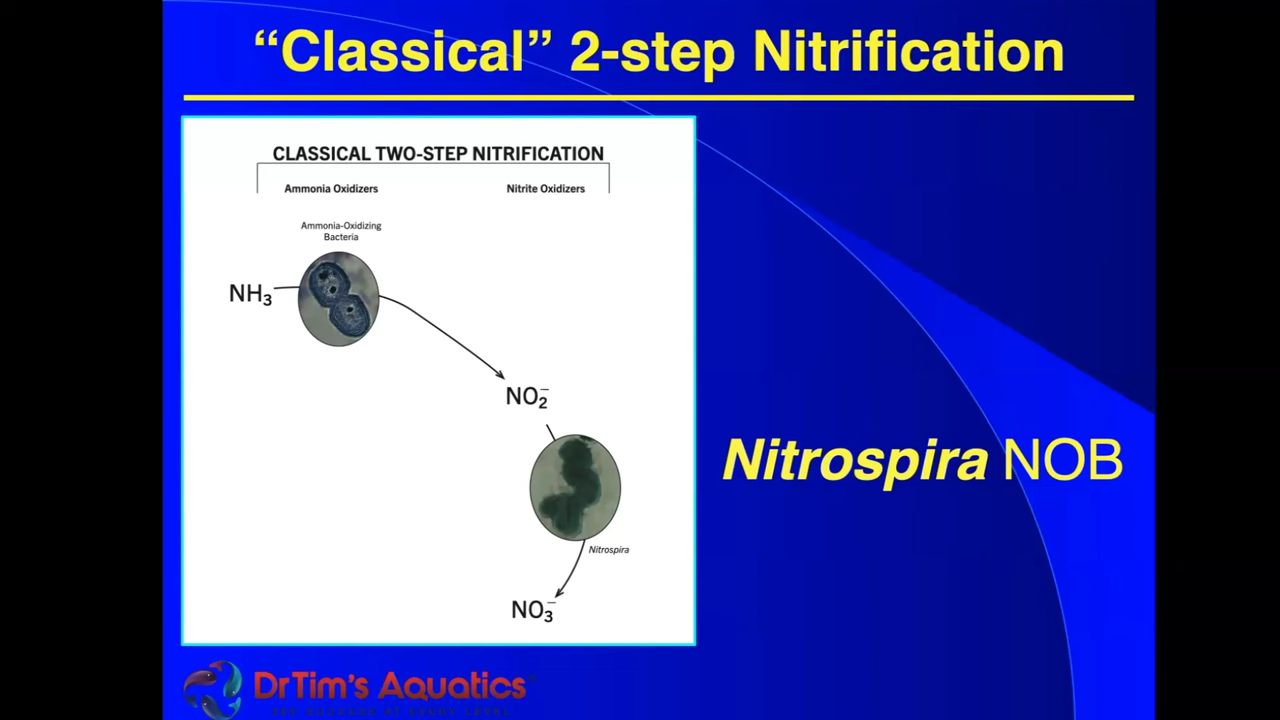 “Classical” 2-step Nitrification
CLASSICAL TWO-STEP NITRIFICATION
Ammonia Oxidizers
Nitrite Oxidizers
Ammonia-Oxidizing
Bacteria
NH₃
NO₂⁻
Nitrospira
NO₃⁻
Nitrospira NOB
DrTim's Aquatics